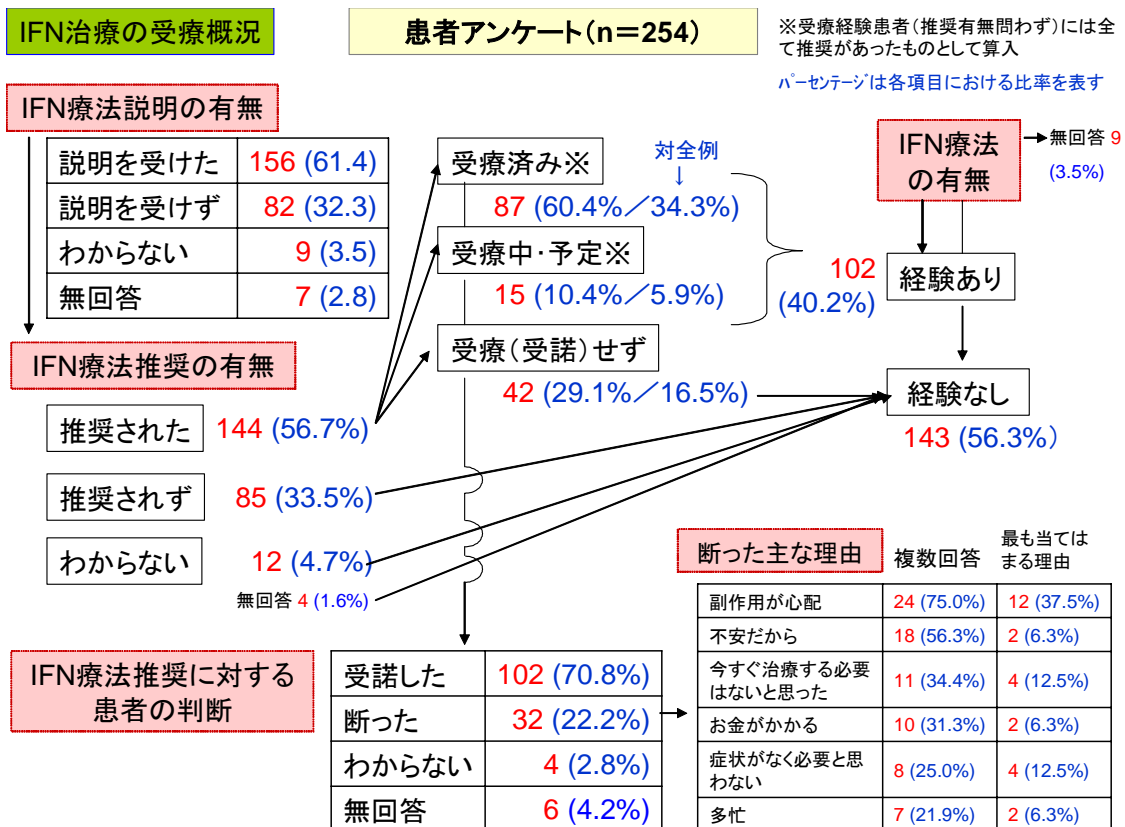 IFN治療の受療概況
患者アンケート(n=254)
※受療経験患者(推奨有無問わず)には全
て推奨があったものとして算入
パーセンテージは各項目における比率を表す
IFN療法説明の有無
説明を受けた 156 (61.4)
説明を受けず 82 (32.3)
わからない 9 (3.5)
無回答 7 (2.8)
受療済み※
対全例
↓
87 (60.4%/34.3%)
受療中・予定※
15 (10.4%/5.9%)
受療(受諾)せず
42 (29.1%/16.5%)
IFN療法
の有無
無回答 9
(3.5%)
102
(40.2%)
経験あり
経験なし
143 (56.3%)
IFN療法推奨の有無
推奨された 144 (56.7%)
推奨されず 85 (33.5%)
わからない 12 (4.7%)
無回答 4 (1.6%)
IFN療法推奨に対する
患者の判断
受諾した 102 (70.8%)
断った 32 (22.2%)
わからない 4 (2.8%)
無回答 6 (4.2%)
断った主な理由 複数回答 最も当ては
まる理由
副作用が心配 24 (75.0%) 12 (37.5%)
不安だから 18 (56.3%) 2 (6.3%)
今すぐ治療する必要
はないと思った 11 (34.4%) 4 (12.5%)
お金がかかる 10 (31.3%) 2 (6.3%)
症状がなく必要と思
わない 8 (25.0%) 4 (12.5%)
多忙 7 (21.9%) 2 (6.3%)